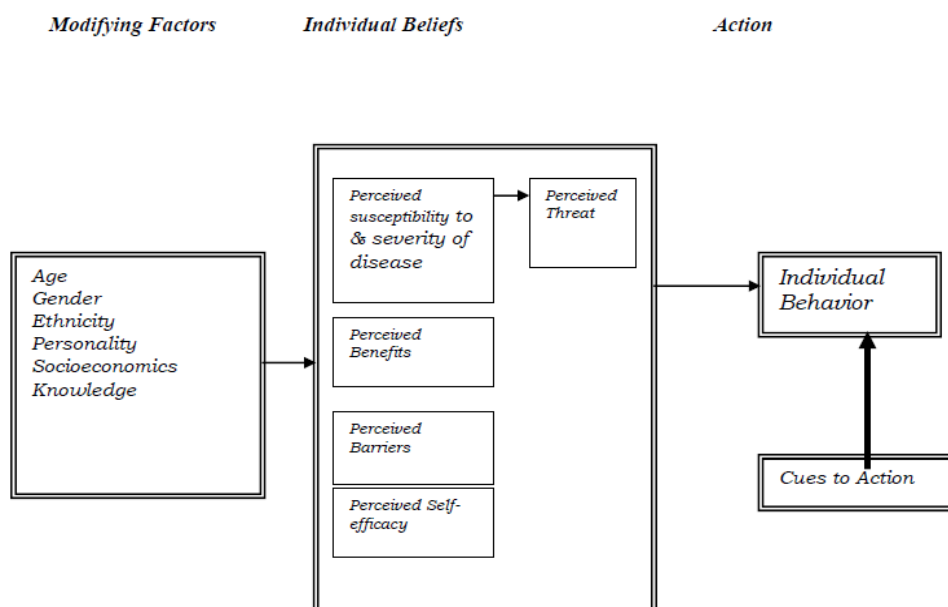 Modifying Factors
Individual Beliefs
Action
Age
Gender
Ethnicity
Personality
Socioeconomics
Knowledge
Perceived
susceptibility to
& severity of
disease
Perceived
Threat
Perceived
Benefits
Perceived
Barriers
Perceived Self-
efficacy
Individual
Behavior
Cues to Action